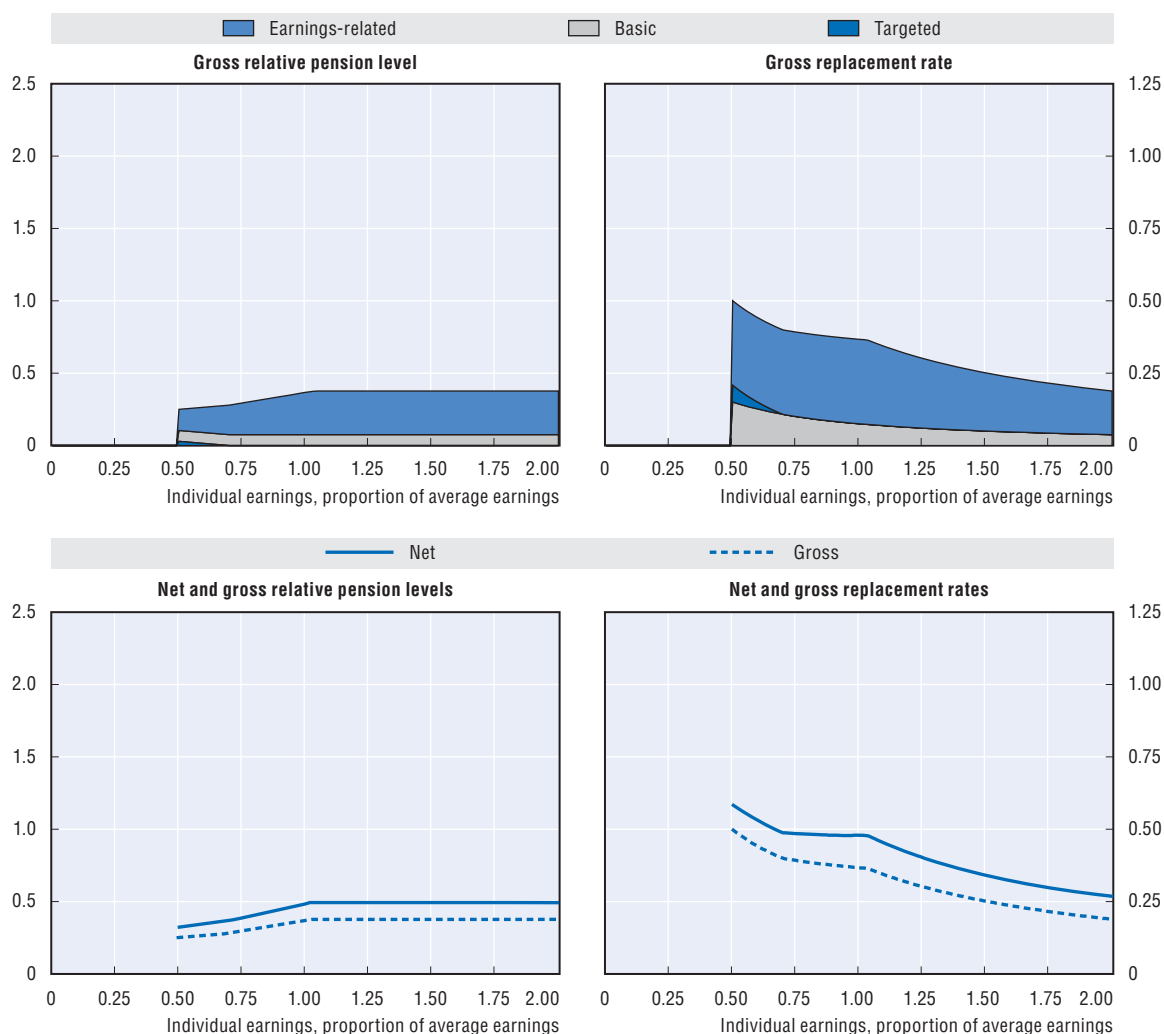 Earnings-related Basic Targeted
Gross relative pension level
2.5
2.0
1.5
1.0
0.5
0
0 0.25 0.50 0.75 1.00 1.25 1.50 1.75 2.00
Individual earnings, proportion of average earnings
Gross replacement rate
1.25
1.00
0.75
0.50
0.25
0
0 0.25 0.50 0.75 1.00 1.25 1.50 1.75 2.00
Individual earnings, proportion of average earnings
Net Gross
Net and gross relative pension levels
2.5
2.0
1.5
1.0
0.5
0
0 0.25 0.50 0.75 1.00 1.25 1.50 1.75 2.00
Individual earnings, proportion of average earnings
Net and gross replacement rates
1.25
1.00
0.75
0.50
0.25
0
0 0.25 0.50 0.75 1.00 1.25 1.50 1.75 2.00
Individual earnings, proportion of average earnings